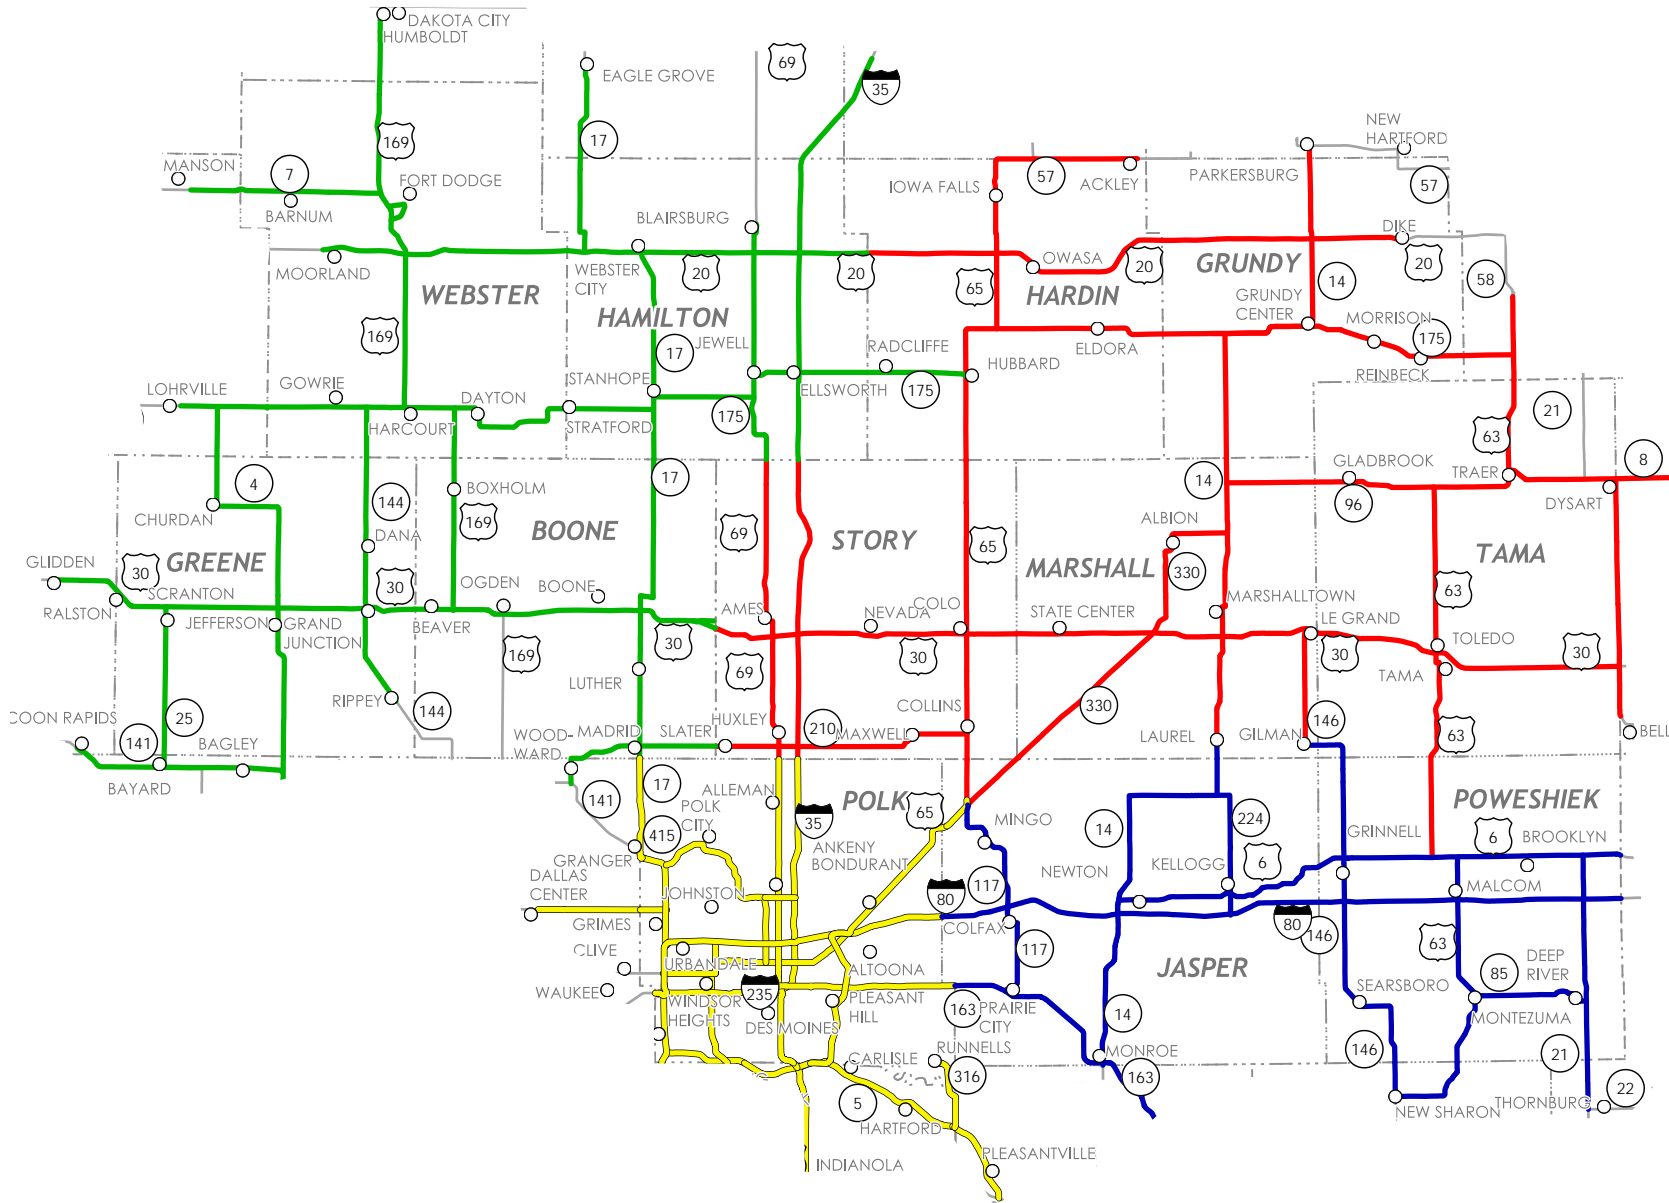 DAKOTA CITY
HUMBOLDT
69
EAGLE GROVE
35
169
17
NEW
HARTFORD
MANSON
7
FORT DODGE
57
IOWA FALLS
ACKLEY
PARKERSBURG
57
BARNUM
BLAIRSBURG
DIKE
MOORLAND
WEBSTER
CITY
20
20
OWASA
20
GRUNDY
20
58
WEBSTER
65
HARDIN
14
GRUNDY
CENTER
HAMILTON
169
17
JEWELL
RADCLIFFE
HUBBARD
ELDORA
MORRISON
175
REINBECK
LOHRVILLE
GOWRIE
DAYTON
STANHOPE
ELLSWORTH
175
175
HARCOURT
STRATFORD
21
63
GLADBROOK
TRAER
8
4
17
14
96
DYSART
BOXHOLM
CHURDAN
144
169
BOONE
69
STORY
65
ALBION
TAMA
DANA
GREENE
GLIDDEN
30
SCRANTON
30
OGDEN
BOONE
MARSHALL
330
63
RALSTON
JEFFERSON
GRAND
JUNCTION
BEAVER
AMES
NEVADA
COLO
STATE CENTER
MARSHALLTOWN
LE GRAND
169
30
30
30
TOLEDO
30
LUTHER
69
TAMA
RIPPEY
144
330
COON RAPIDS
25
141
BAGLEY
WOOD-
WARD
MADRID
SLATER
HUXLEY
210
MAXWELL
COLLINS
LAUREL
GILMAN
146
63
BELL
BAYARD
17
141
ALLEMAN
POLK
65
POWESHIEK
POLK
CITY
35
415
MINGO
14
224
GRINNELL
6
BROOKLYN
GRANGER
ANKENY
BONDURANT
DALLAS
CENTER
JOHNSTON
NEWTON
KELLOGG
6
117
80
MALCOM
GRIMES
COLFAX
80
146
CLIVE
URBANDALE
117
63
DEEP
RIVER
ALTOONA
JASPER
85
WAUKEE
WINDSOR
HEIGHTS
235
PLEASANT
HILL
163
PRAIRIE
CITY
SEARSBORO
MONTEZUMA
DES MOINES
14
CARLISLE
RUNNELLS
MONROE
146
21
316
163
22
5
HARTFORD
NEW SHARON
THORNBURG
INDIANOLA
PLEASANTVILLE